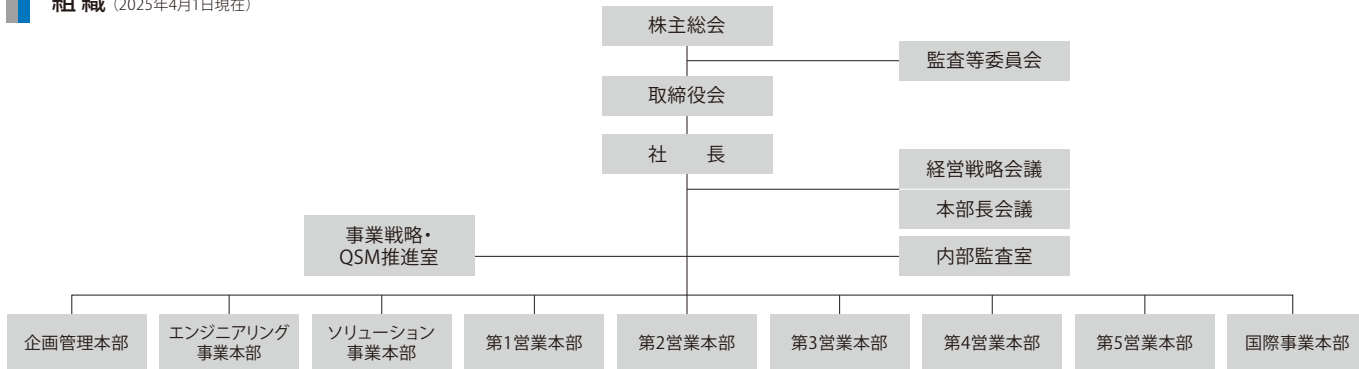 組 織 (2025年4月1日現在)
株主総会
監査等委員会
取締役会
社 長
経営戦略会議
本部長会議
事業戦略・
QSM推進室
内部監査室
企画管理本部
エンジニアリング
事業本部
ソリューション
事業本部
第1営業本部
第2営業本部
第3営業本部
第4営業本部
第5営業本部
国際事業本部